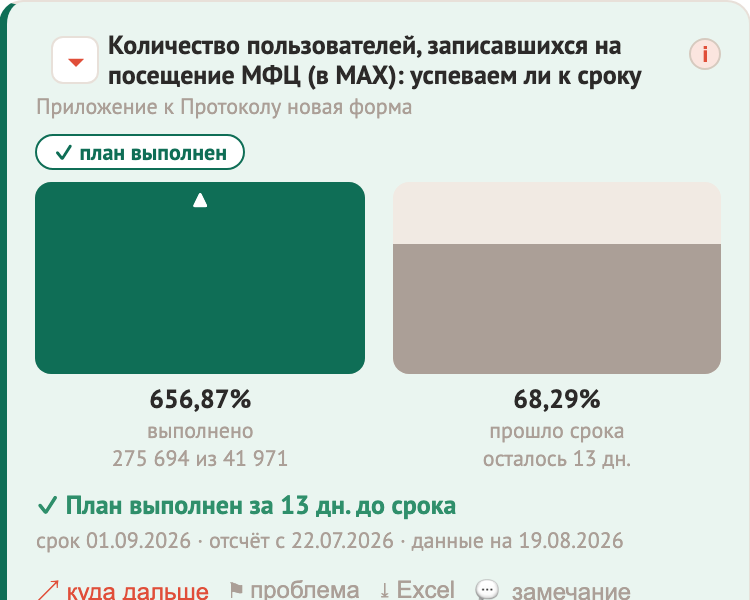 Количество пользователей, записавшихся на
посещение МФЦ (в MAX): успеваем ли к сроку
i
Приложение к Протоколу новая форма
✓ план выполнен
656,87%
выполнено
275 694 из 41 971
68,29%
прошло срока
осталось 13 дн.
✓ План выполнен за 13 дн. до срока
срок 01.09.2026 · отсчёт с 22.07.2026 · данные на 19.08.2026
↗ куда дальше ⚑ проблема ⤓ Excel 💬 замечание